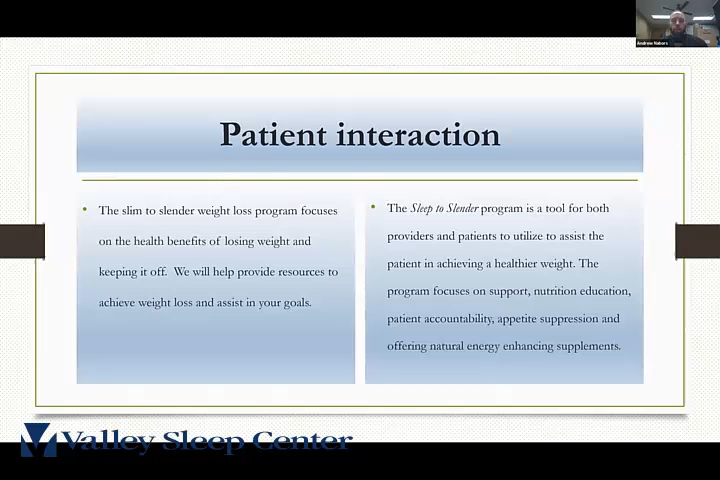 Andrew Nabors
Patient interaction
• The slim to slender weight loss program focuses
on the health benefits of losing weight and
keeping it off. We will help provide resources to
achieve weight loss and assist in your goals.
• The Sleep to Slender program is a tool for both
providers and patients to utilize to assist the
patient in achieving a healthier weight. The
program focuses on support, nutrition education,
patient accountability, appetite suppression and
offering natural energy enhancing supplements.
Valley Sleep Center